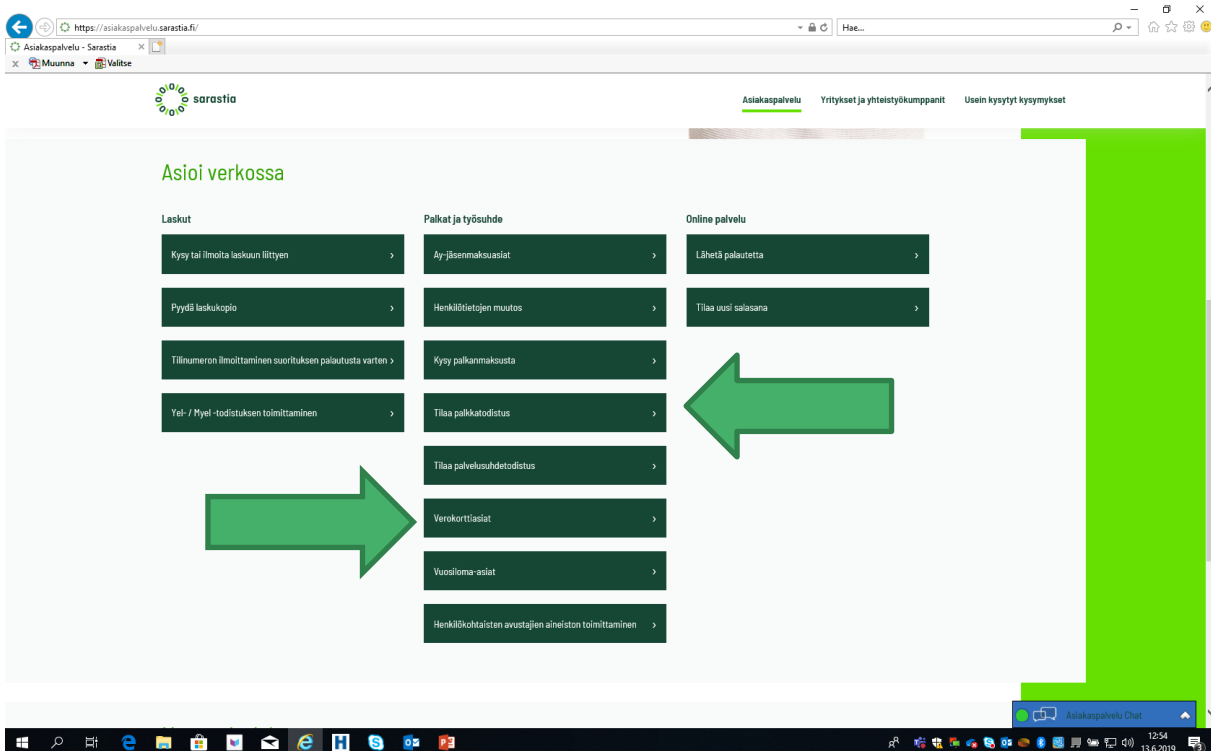 https://asiakaspalvelu.sarastia.fi/
Hae...
Asiakaspalvelu - Sarastia
x Muunna Valitse
sarastia
Asiakaspalvelu Yritykset ja yhteistyökumppanit Usein kysytyt kysymykset
Asioi verkossa
Laskut
Kysy tai ilmoita laskuun liittyen
Pyydä laskukopio
Tilinumeron ilmoittaminen suorituksen palautusta varten
Yel- / Myel -todistuksen toimittaminen
Palkat ja työsuhde
Ay-jäsenmaksuasiat
Henkilötietojen muutos
Kysy palkanmaksusta
Tilaa palkkatodistus
Tilaa palvelusuhdetodistus
Verokorttiasiat
Vuosiloma-asiat
Henkilökohtaisten avustajien aineiston toimittaminen
Online palvelu
Lähetä palautetta
Tilaa uusi salasana
Asiakaspalvelu Chat
12:54
13.6.2019